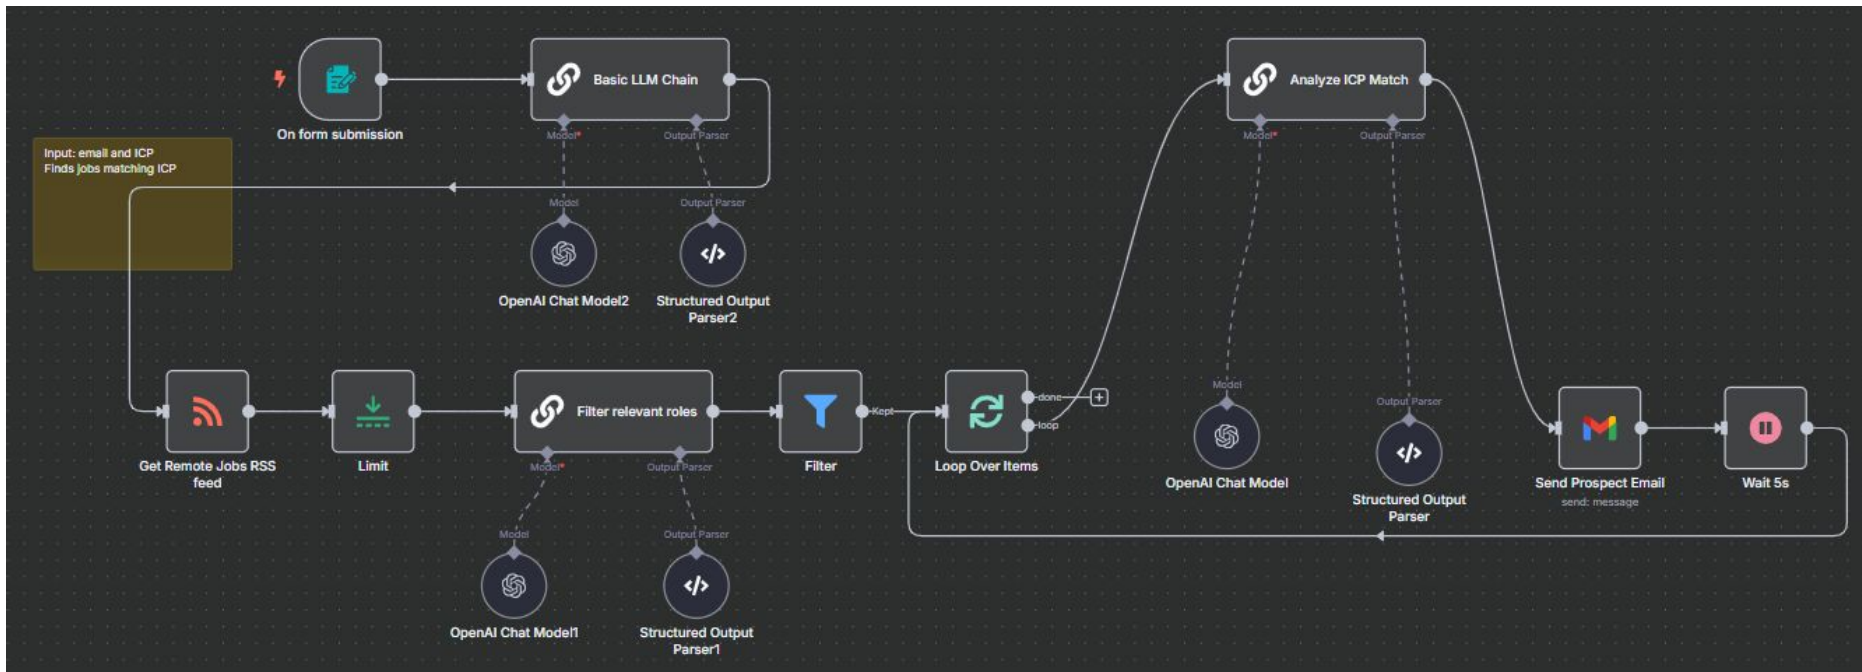 On form submission
Basic LLM Chain
Model*
Output Parser
Analyze ICP Match
Model*
Output Parser
Input: email and ICP
Finds jobs matching ICP
Model
OpenAI Chat Model2
Output Parser
Structured Output
Parser2
Get Remote Jobs RSS
feed
Limit
Filter relevant roles
Model*
Output Parser
Filter
Kept
Loop Over Items
done
loop
Model
OpenAI Chat Model
Output Parser
Structured Output
Parser
Send Prospect Email
send: message
Wait 5s
Model
OpenAI Chat Model1
Output Parser
Structured Output
Parser1